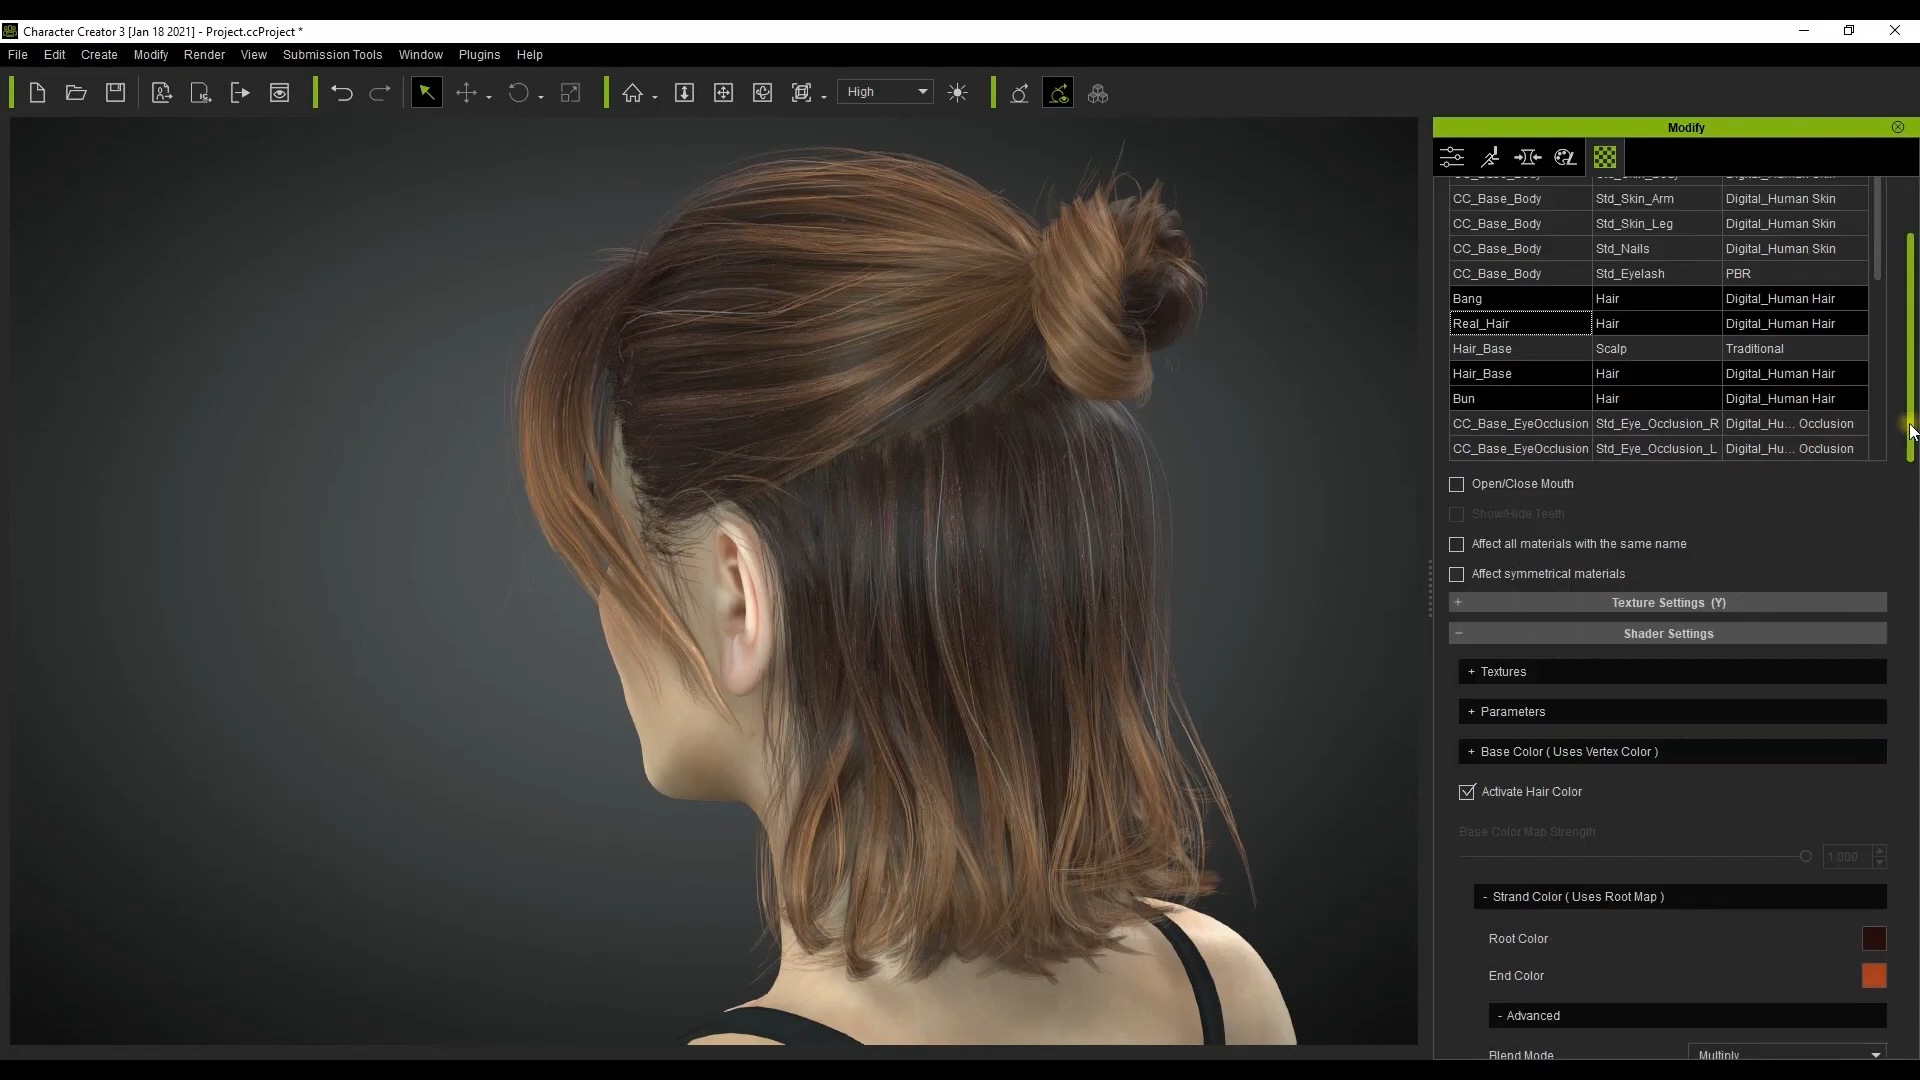 Character Creator 3 [Jan 18 2021] - Project.ccProject *
File Edit Create Modify Render View Submission Tools Window Plugins Help
High
Modify
CC_Base_Body Std_Skin_Body Digital_Human Skin
CC_Base_Body Std_Skin_Arm Digital_Human Skin
CC_Base_Body Std_Skin_Leg Digital_Human Skin
CC_Base_Body Std_Nails Digital_Human Skin
CC_Base_Body Std_Eyelash PBR
Bang Hair Digital_Human Hair
Real_Hair Hair Digital_Human Hair
Hair_Base Scalp Traditional
Hair_Base Hair Digital_Human Hair
Bun Hair Digital_Human Hair
CC_Base_EyeOcclusion Std_Eye_Occlusion_R Digital_Hu... Occlusion
CC_Base_EyeOcclusion Std_Eye_Occlusion_L Digital_Hu... Occlusion
Open/Close Mouth
Show/Hide Teeth
Affect all materials with the same name
Affect symmetrical materials
+ Texture Settings (Y)
- Shader Settings
+ Textures
+ Parameters
+ Base Color ( Uses Vertex Color )
Activate Hair Color
Base Color Map Strength
1.000
- Strand Color ( Uses Root Map )
Root Color
End Color
- Advanced
Blend Mode Multiply